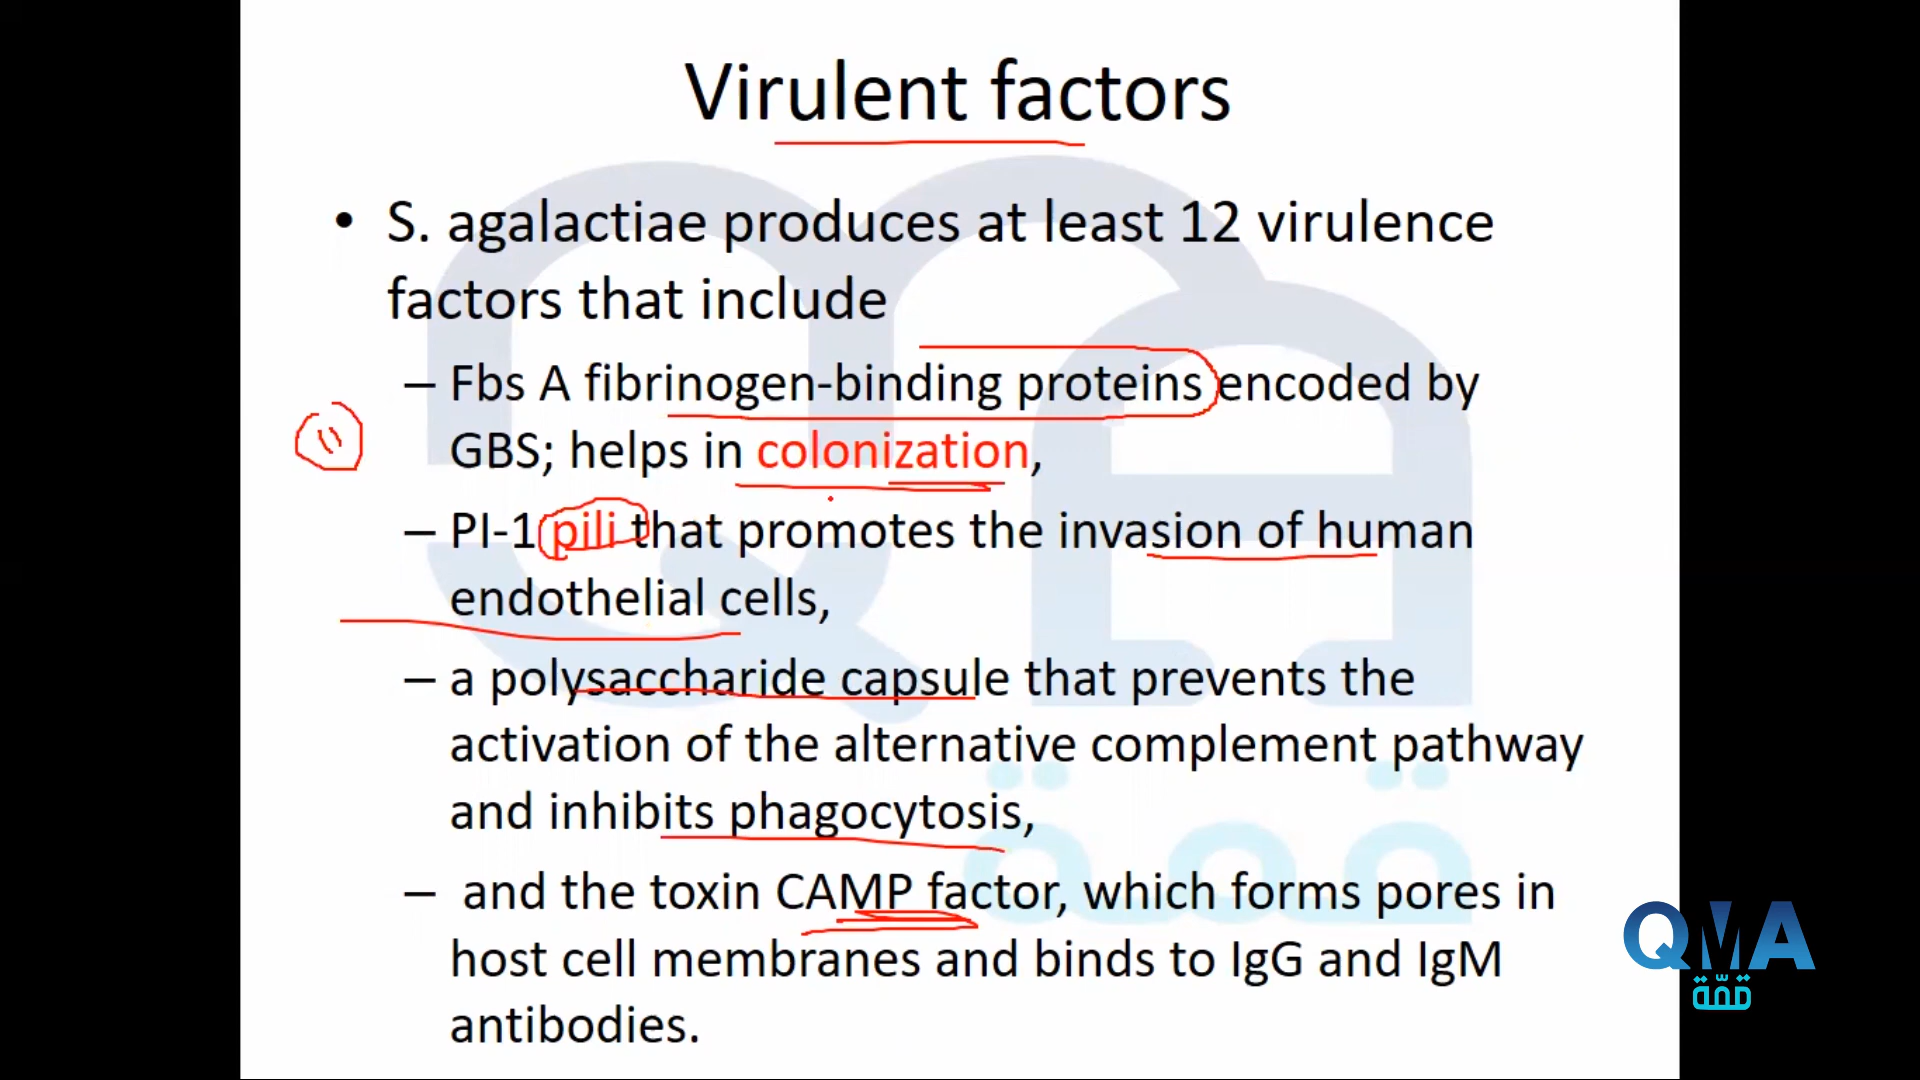 Virulent factors
• S. agalactiae produces at least 12 virulence
factors that include
– Fbs A fibrinogen-binding proteins encoded by
GBS; helps in colonization,
– PI-1 pili that promotes the invasion of human
endothelial cells,
– a polysaccharide capsule that prevents the
activation of the alternative complement pathway
and inhibits phagocytosis,
– and the toxin CAMP factor, which forms pores in
host cell membranes and binds to IgG and IgM
antibodies.
قمة
QMA
قمّة